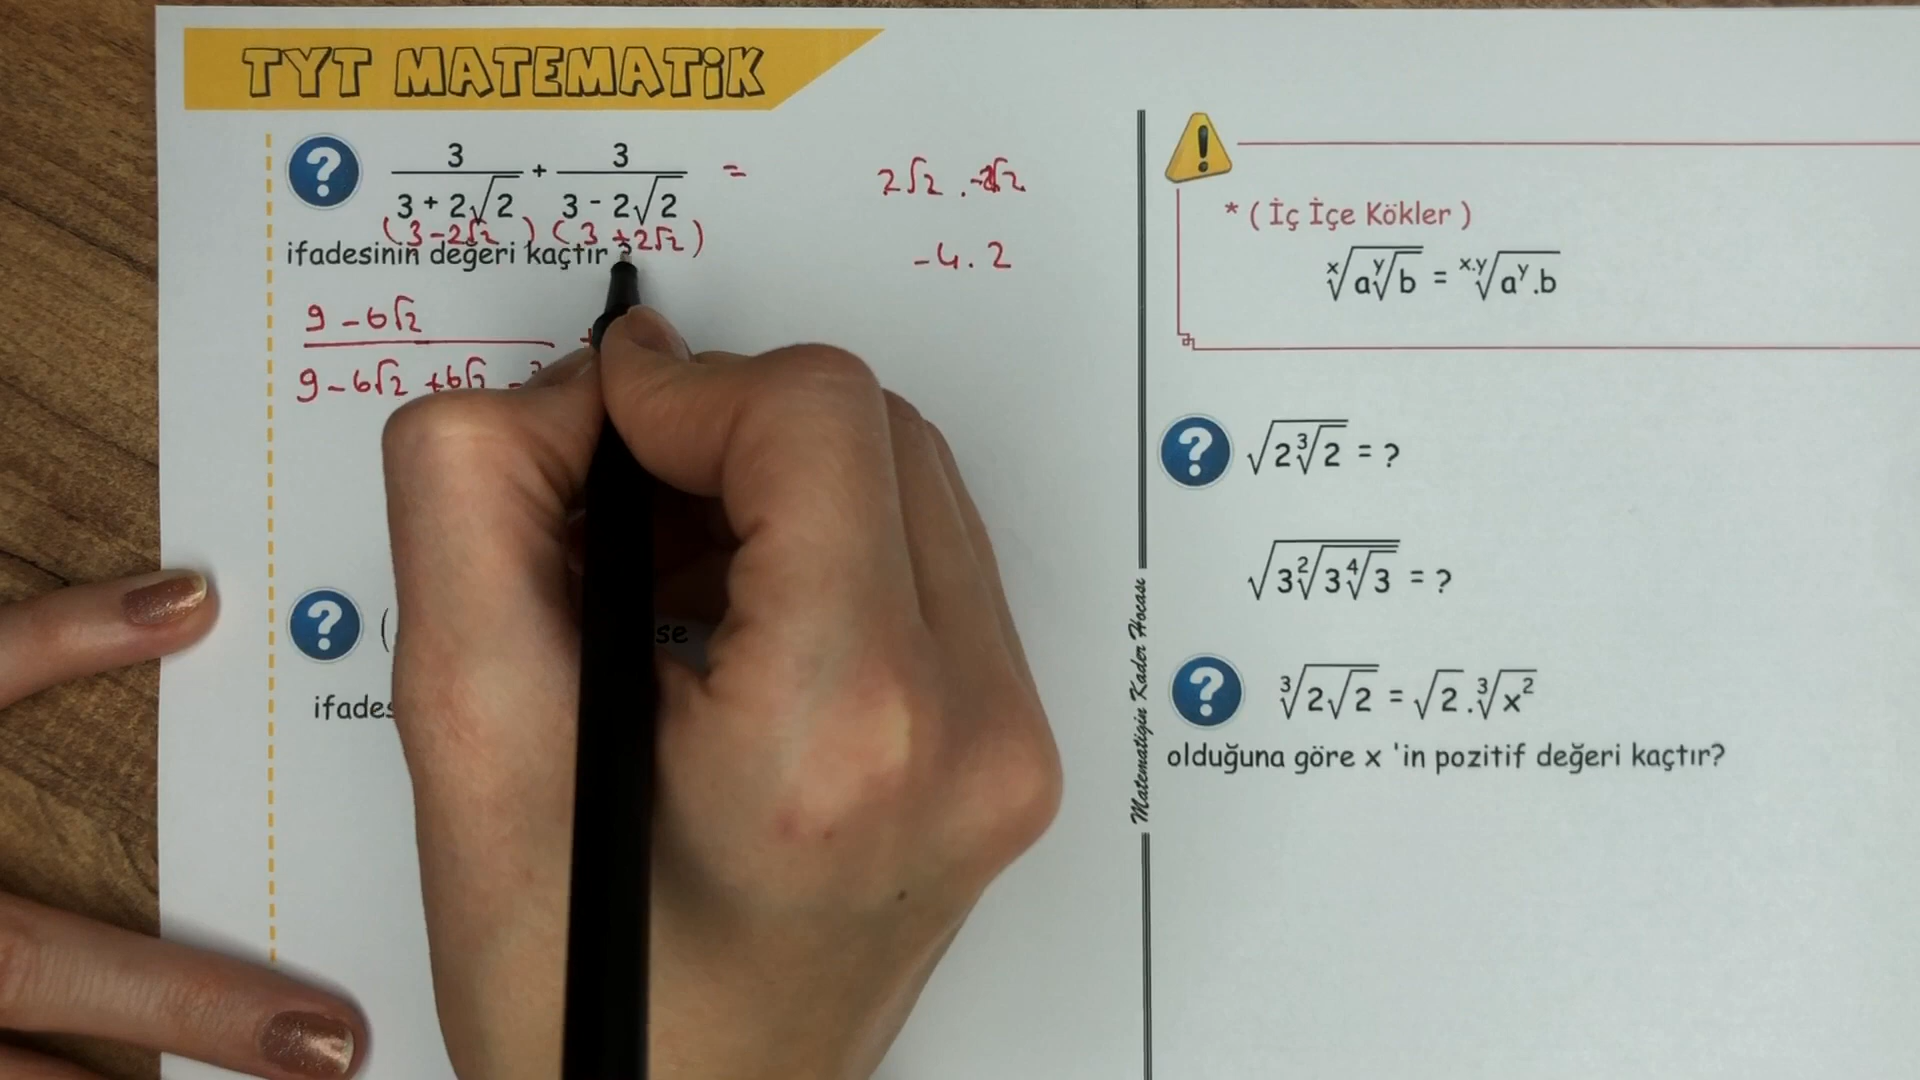 TYT MATEMATİK
3/(3 + 2√2) + 3/(3 - 2√2) =
(3 - 2√2) (3 + 2√2)
ifadesinin değeri kaçtır
9 - 6√2
9 - 6√2 + 6√2 -
(
se
2√2 . -2√2
-4.2
Matematiğin Kader Hocası
* ( İç İçe Kökler )
ˣ√(a ʸ√b) = ˣ·ʸ√(aʸ.b)
√(2 ³√2) = ?
√(3 ²√(3 ⁴√3)) = ?
³√(2√2) = √2 . ³√(x²)
olduğuna göre x 'in pozitif değeri kaçtır?